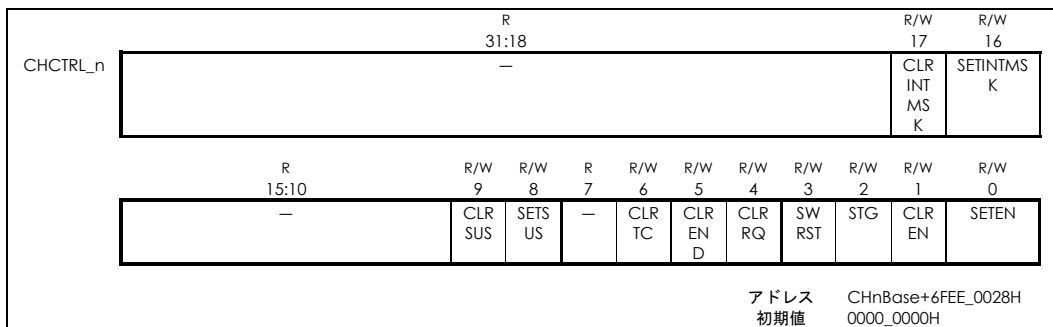 R R/W R/W
31:18 17 16
CHCTRL_n — CLR SETINTMS
INT K
MS
K
R R/W R/W R R/W R/W R/W R/W R/W R/W R/W
15:10 9 8 7 6 5 4 3 2 1 0
— CLR SETS — CLR CLR CLR SW STG CLR SETEN
SUS US TC EN RQ RST EN
D
アドレス CHnBase+6FEE_0028H
初期値 0000_0000H